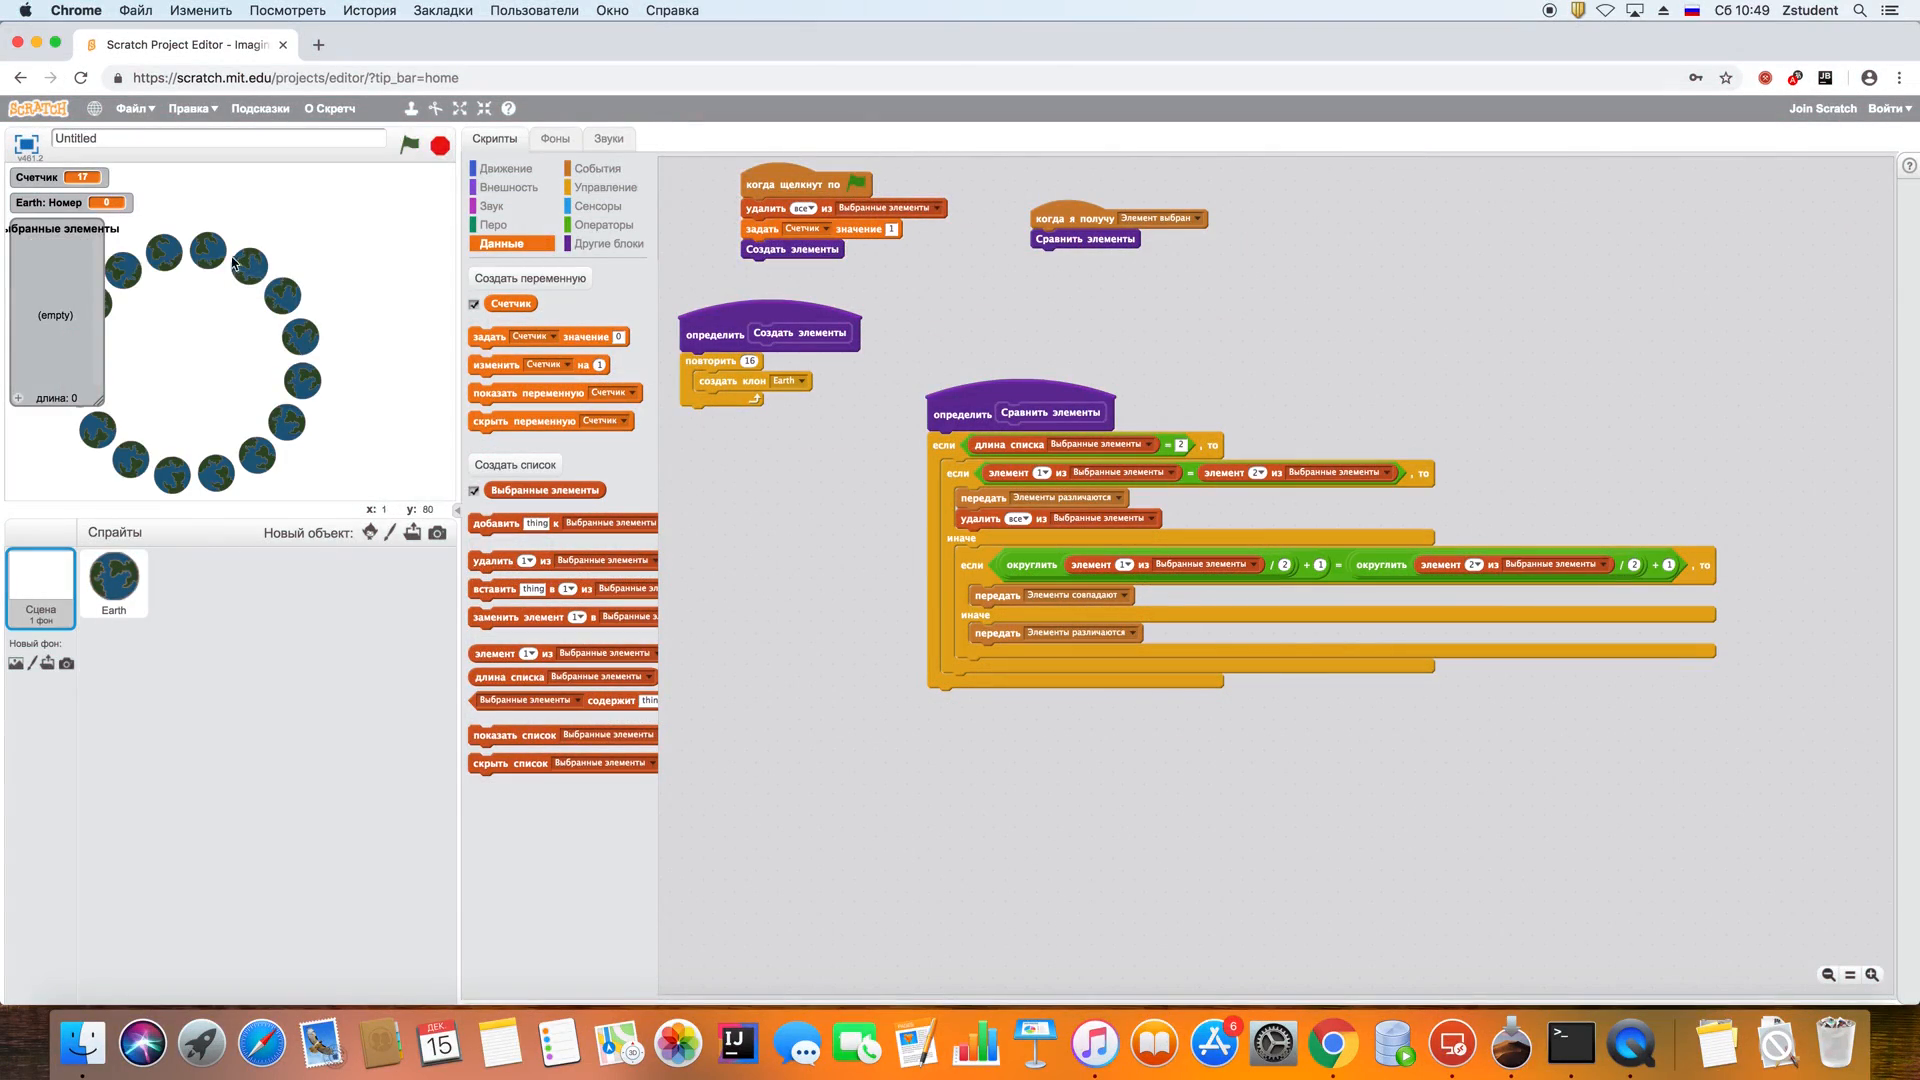 Chrome Файл Изменить Посмотреть История Закладки Пользователи Окно Справка Сб 10:49 Zstudent
Scratch Project Editor - Imagin
https://scratch.mit.edu/projects/editor/?tip_bar=home
SCRATCH Файл Правка Подсказки О Скретч Join Scratch Войти
Untitled
v461.2
Скрипты Фоны Звуки
Счетчик 17
Earth: Номер 0
ыбранные элементы
(empty)
длина: 0
x: 1 y: 80
Спрайты Новый объект:
Сцена
1 фон
Earth
Новый фон:
Движение События
Внешность Управление
Звук Сенсоры
Перо Операторы
Данные Другие блоки
Создать переменную
Счетчик
задать Счетчик значение 0
изменить Счетчик на 1
показать переменную Счетчик
скрыть переменную Счетчик
Создать список
Выбранные элементы
добавить thing к Выбранные элементы
удалить 1 из Выбранные эл
вставить thing в 1 из Выбранные эл
заменить элемент 1 в Выбранные э
элемент 1 из Выбранные элементы
длина списка Выбранные элементы
Выбранные элементы содержит thin
показать список Выбранные элементы
скрыть список Выбранные элементы
когда щелкнут по
удалить все из Выбранные элементы
задать Счетчик значение 1
Создать элементы
когда я получу Элемент выбран
Сравнить элементы
определить Создать элементы
повторить 16
создать клон Earth
определить Сравнить элементы
если длина списка Выбранные элементы = 2 , то
если элемент 1 из Выбранные элементы = элемент 2 из Выбранные элементы , то
передать Элементы различаются
удалить все из Выбранные элементы
иначе
если округлить элемент 1 из Выбранные элементы / 2 + 1 = округлить элемент 2 из Выбранные элементы / 2 + 1 , то
передать Элементы совпадают
иначе
передать Элементы различаются
6
ДЕК.
15
IJ
PAGES
3D